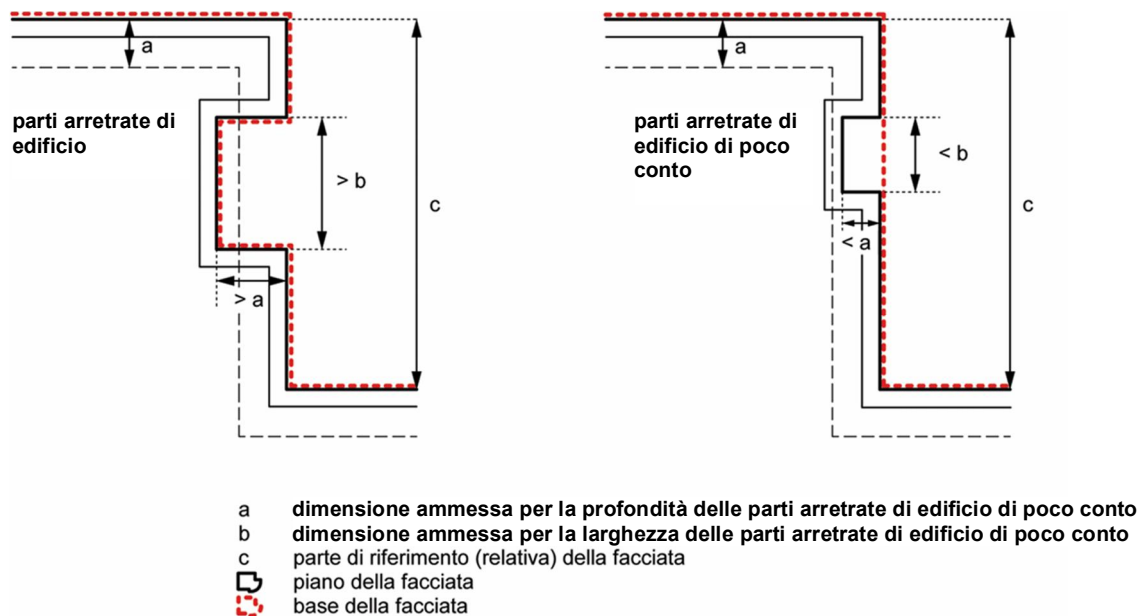 a
parti arretrate di
edificio
> b
c
> a
a
parti arretrate di
edificio di poco
conto
< b
c
< a
a dimensione ammessa per la profondità delle parti arretrate di edificio di poco conto
b dimensione ammessa per la larghezza delle parti arretrate di edificio di poco conto
c parte di riferimento (relativa) della facciata
piano della facciata
base della facciata